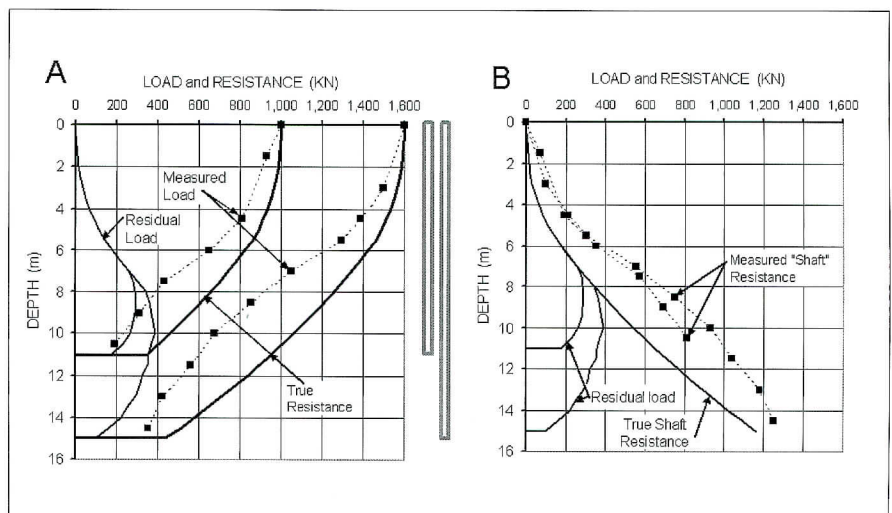 A
LOAD and RESISTANCE (KN)
0 200 400 600 800 1,000 1,200 1,400 1,600
0
2
4
6
8
10
12
14
16
DEPTH (m)
Measured
Load
Residual
Load
True
Resistance
B
LOAD and RESISTANCE (KN)
0 200 400 600 800 1,000 1,200 1,400 1,600
0
2
4
6
8
10
12
14
16
DEPTH (m)
Measured "Shaft"
Resistance
Residual load
True Shaft
Resistance